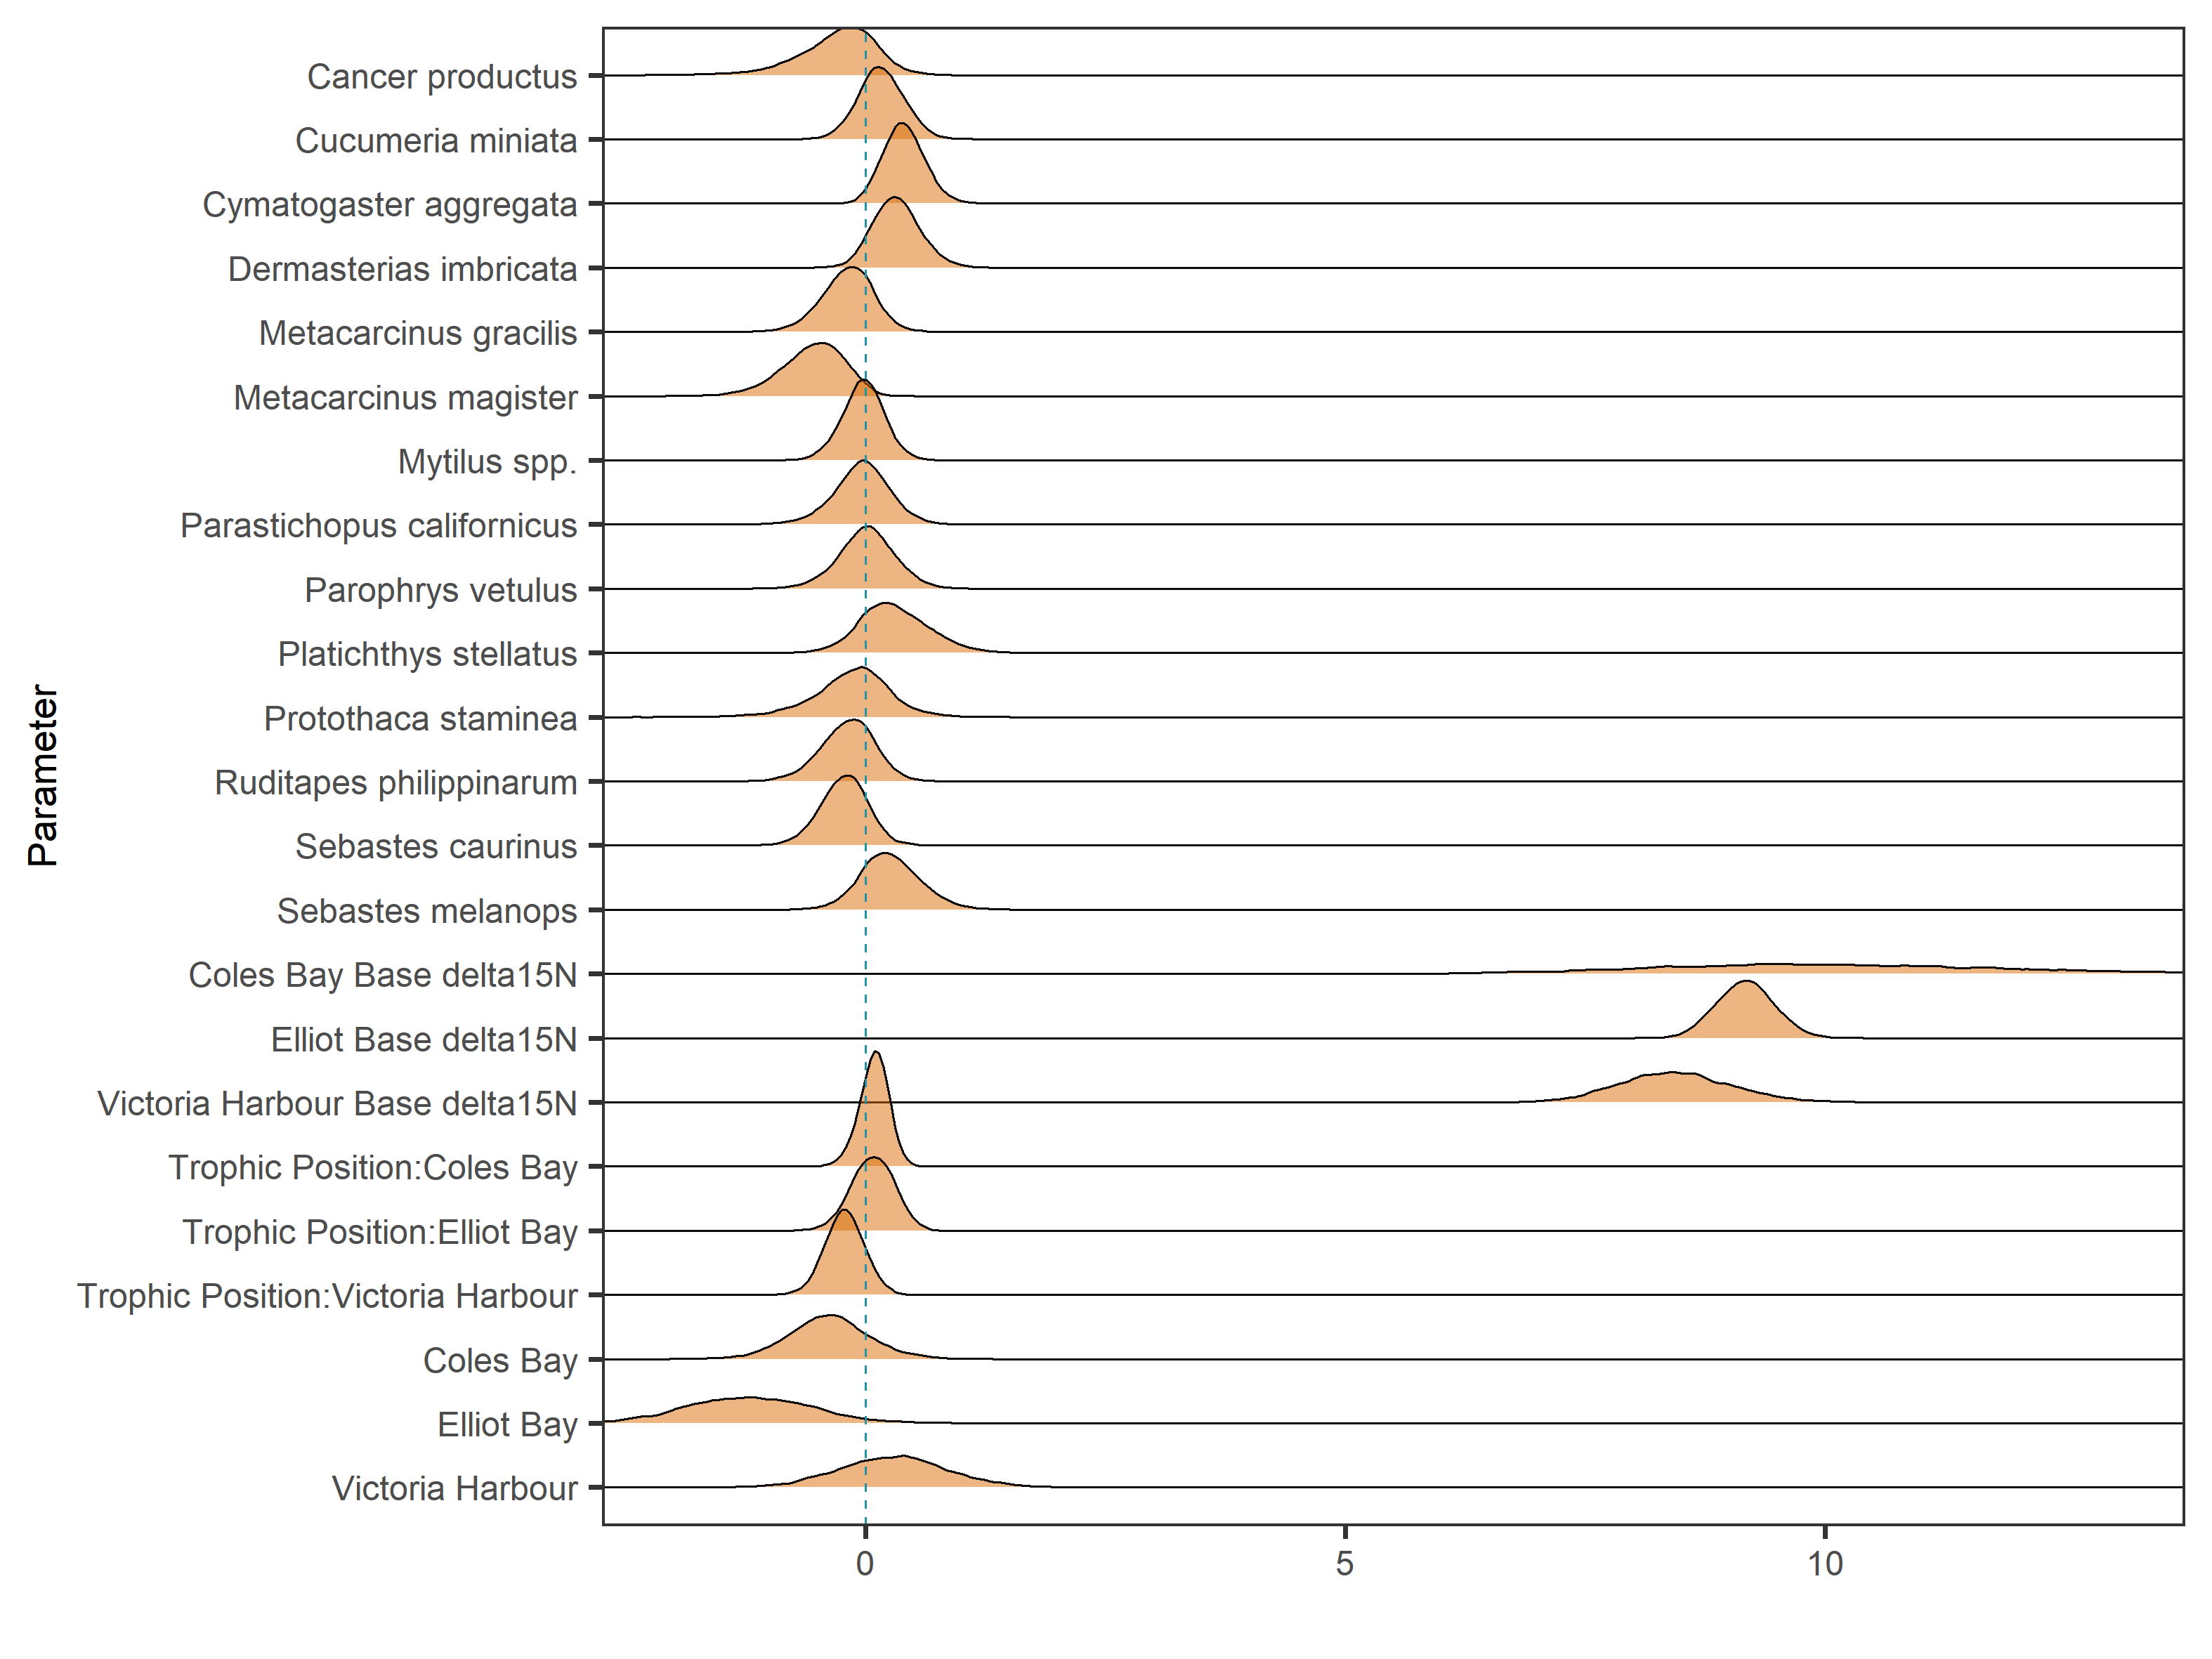 Cancer productus
Cucumeria miniata
Cymatogaster aggregata
Dermasterias imbricata
Metacarcinus gracilis
Metacarcinus magister
Mytilus spp.
Parastichopus californicus
Parophrys vetulus
Platichthys stellatus
Protothaca staminea
Ruditapes philippinarum
Sebastes caurinus
Sebastes melanops
Coles Bay Base delta15N
Elliot Base delta15N
Victoria Harbour Base delta15N
Trophic Position:Coles Bay
Trophic Position:Elliot Bay
Trophic Position:Victoria Harbour
Coles Bay
Elliot Bay
Victoria Harbour
Parameter
0 5 10